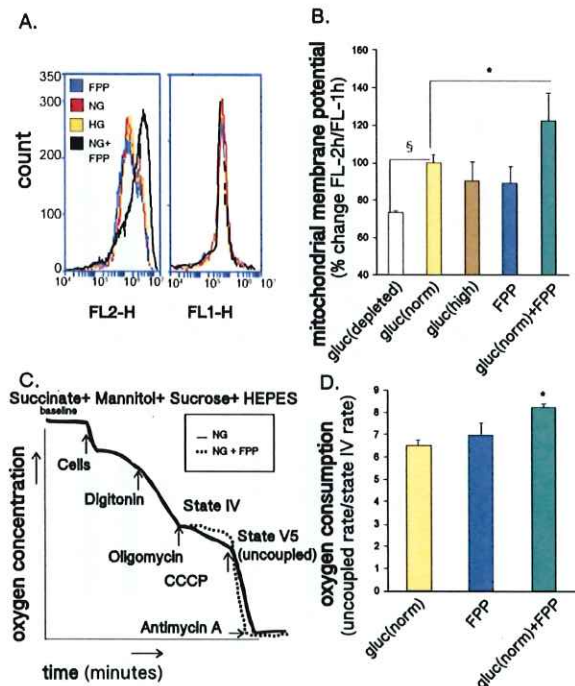 A.
350
300
200
100
0
count
FPP
NG
HG
NG+
FPP
FL2-H
FL1-H
B.
mitochondrial membrane potential
(% change FL-2h/FL-1h)
160
140
120
100
80
60
40
§
*
gluc(depleted)
gluc(norm)
gluc(high)
FPP
gluc(norm)+FPP
C.
Succinate+ Mannitol+ Sucrose+ HEPES
baseline
NG
NG + FPP
Cells
Digitonin
State IV
Oligomycin
State V5
(uncoupled)
CCCP
Antimycin A
oxygen concentration
time (minutes)
D.
oxygen consumption
(uncoupled rate/state IV rate)
9
8
7
6
5
4
3
2
1
0
*
gluc(norm)
FPP
gluc(norm)+FPP